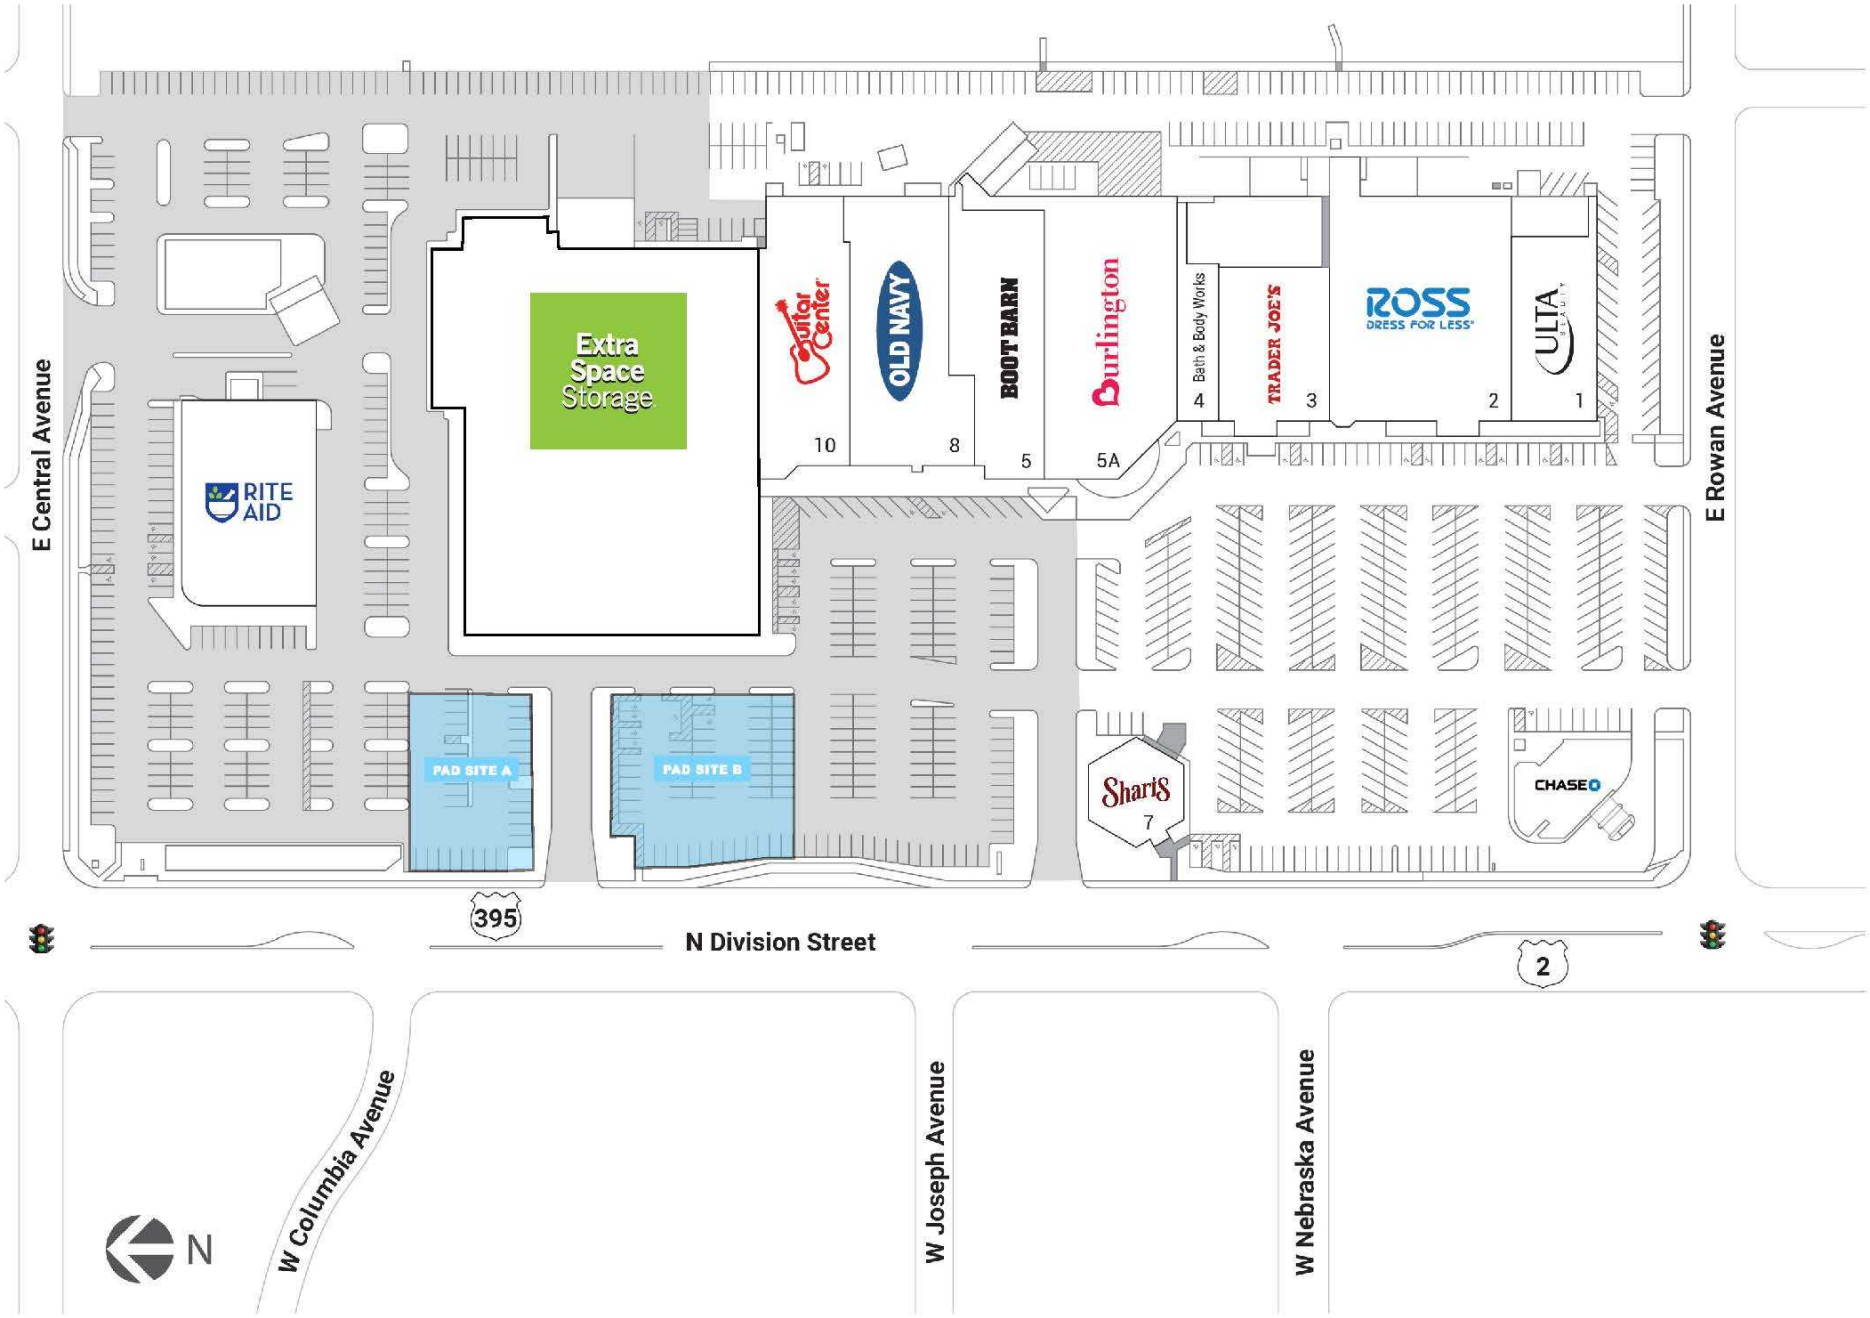 Extra
Space
Storage
Guitar
Center
10
OLD NAVY
8
BOOT BARN
5
Burlington
5A
Bath & Body Works
4
TRADER JOE'S
3
ROSS
DRESS FOR LESS
2
ULTA
BEAUTY
1
E Central Avenue
RITE
AID
E Rowan Avenue
PAD SITE A
PAD SITE B
Sharis
7
CHASE
395
N Division Street
2
W Columbia Avenue
W Joseph Avenue
W Nebraska Avenue
N